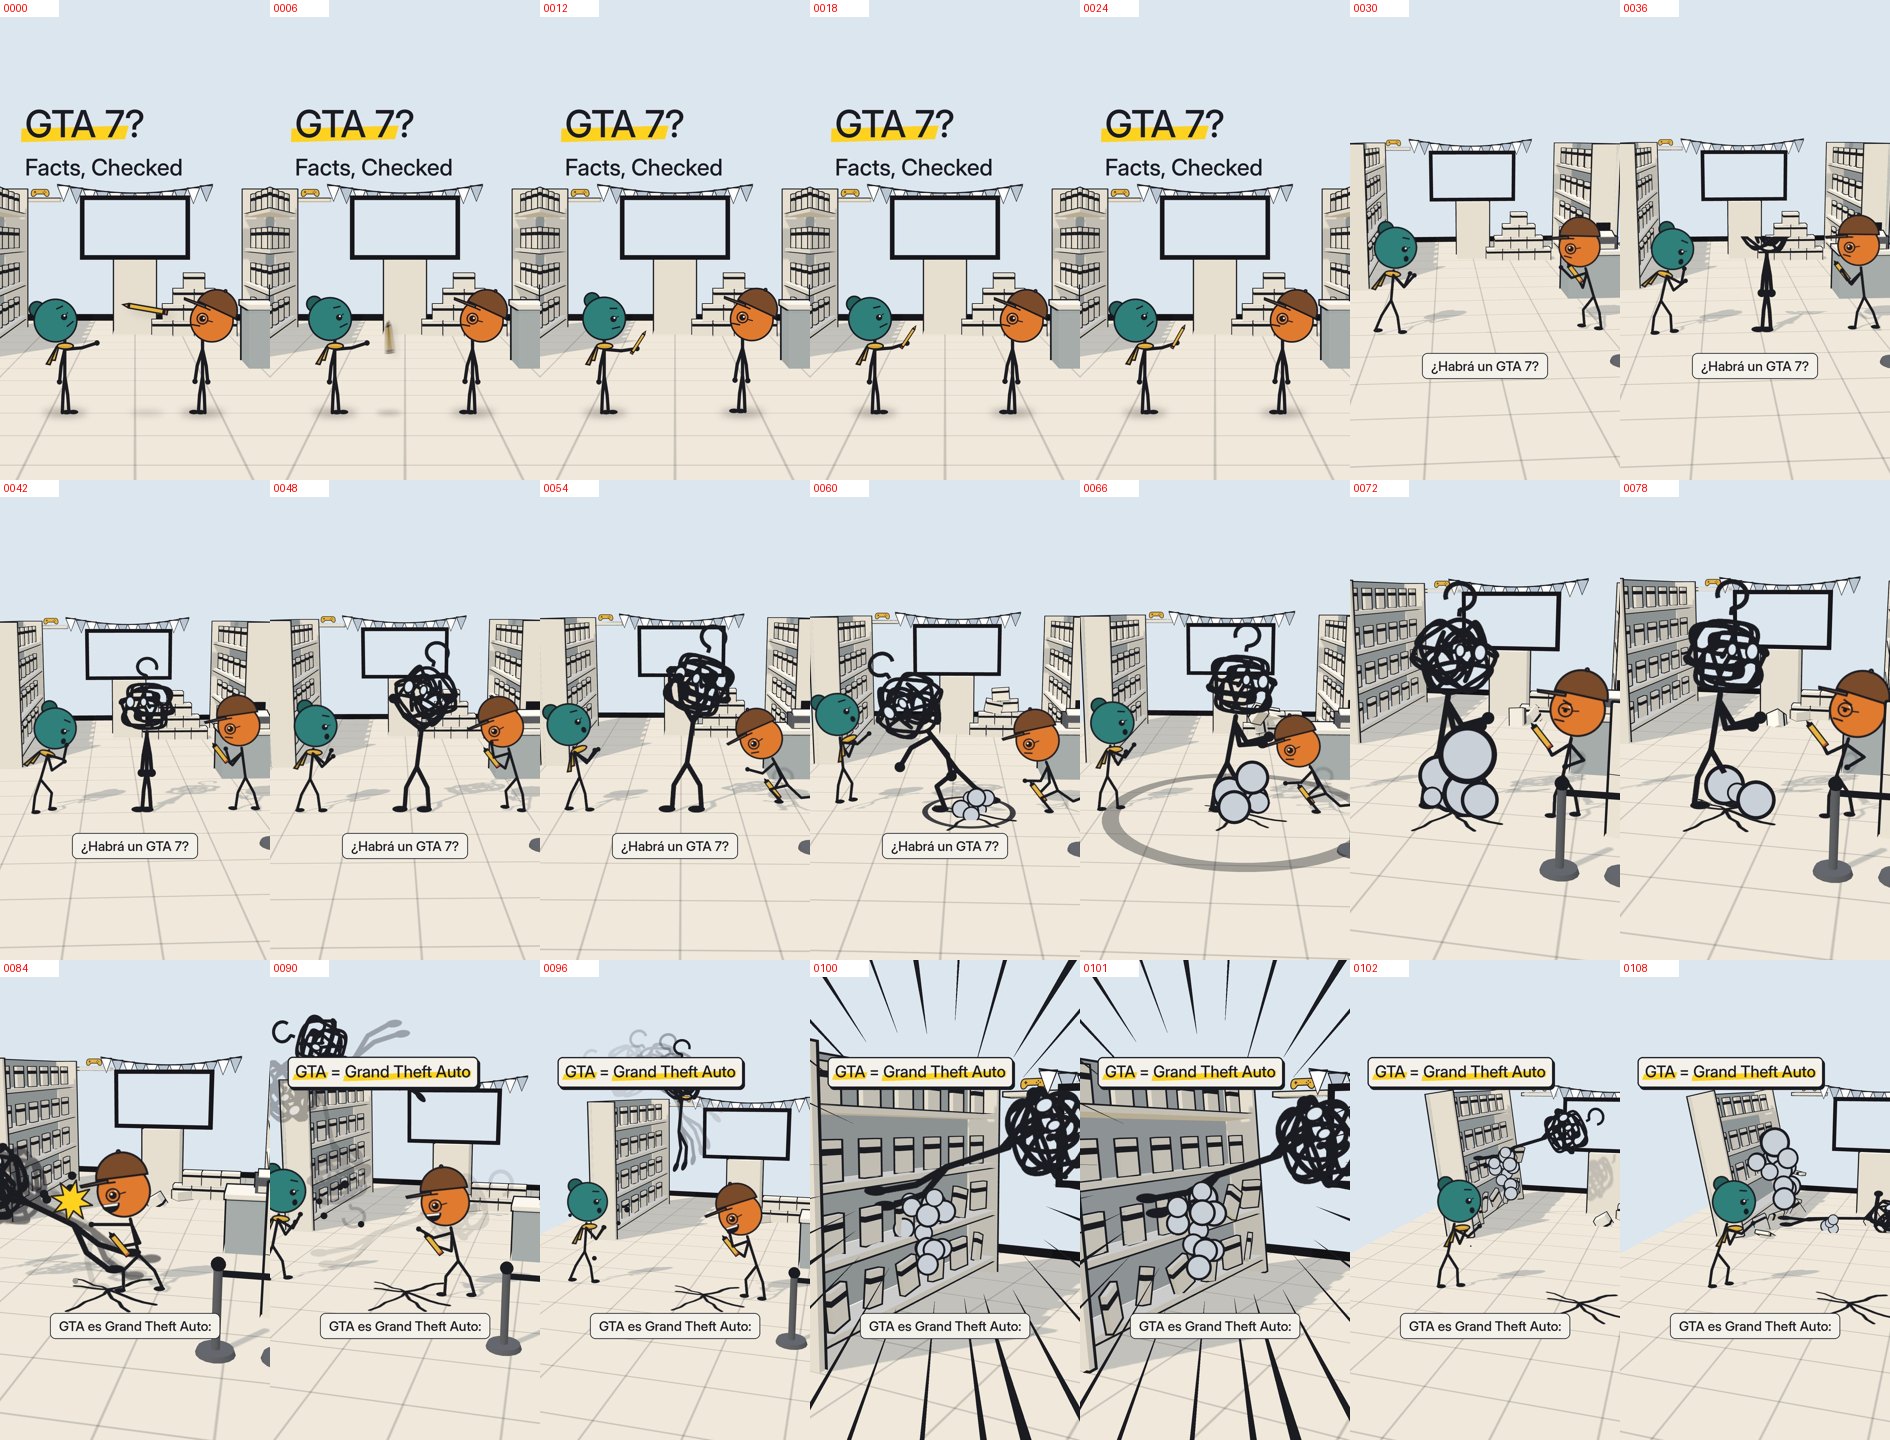 0000
0006
0012
0018
0024
0030
0036
GTA 7?
Facts, Checked
GTA 7?
Facts, Checked
GTA 7?
Facts, Checked
GTA 7?
Facts, Checked
GTA 7?
Facts, Checked
¿Habrá un GTA 7?
¿Habrá un GTA 7?
0042
0048
0054
0060
0066
0072
0078
¿Habrá un GTA 7?
¿Habrá un GTA 7?
¿Habrá un GTA 7?
¿Habrá un GTA 7?
0084
0090
0096
0100
0101
0102
0108
GTA = Grand Theft Auto
GTA = Grand Theft Auto
GTA = Grand Theft Auto
GTA = Grand Theft Auto
GTA = Grand Theft Auto
GTA = Grand Theft Auto
GTA es Grand Theft Auto:
GTA es Grand Theft Auto:
GTA es Grand Theft Auto:
GTA es Grand Theft Auto:
GTA es Grand Theft Auto:
GTA es Grand Theft Auto:
GTA es Grand Theft Auto: